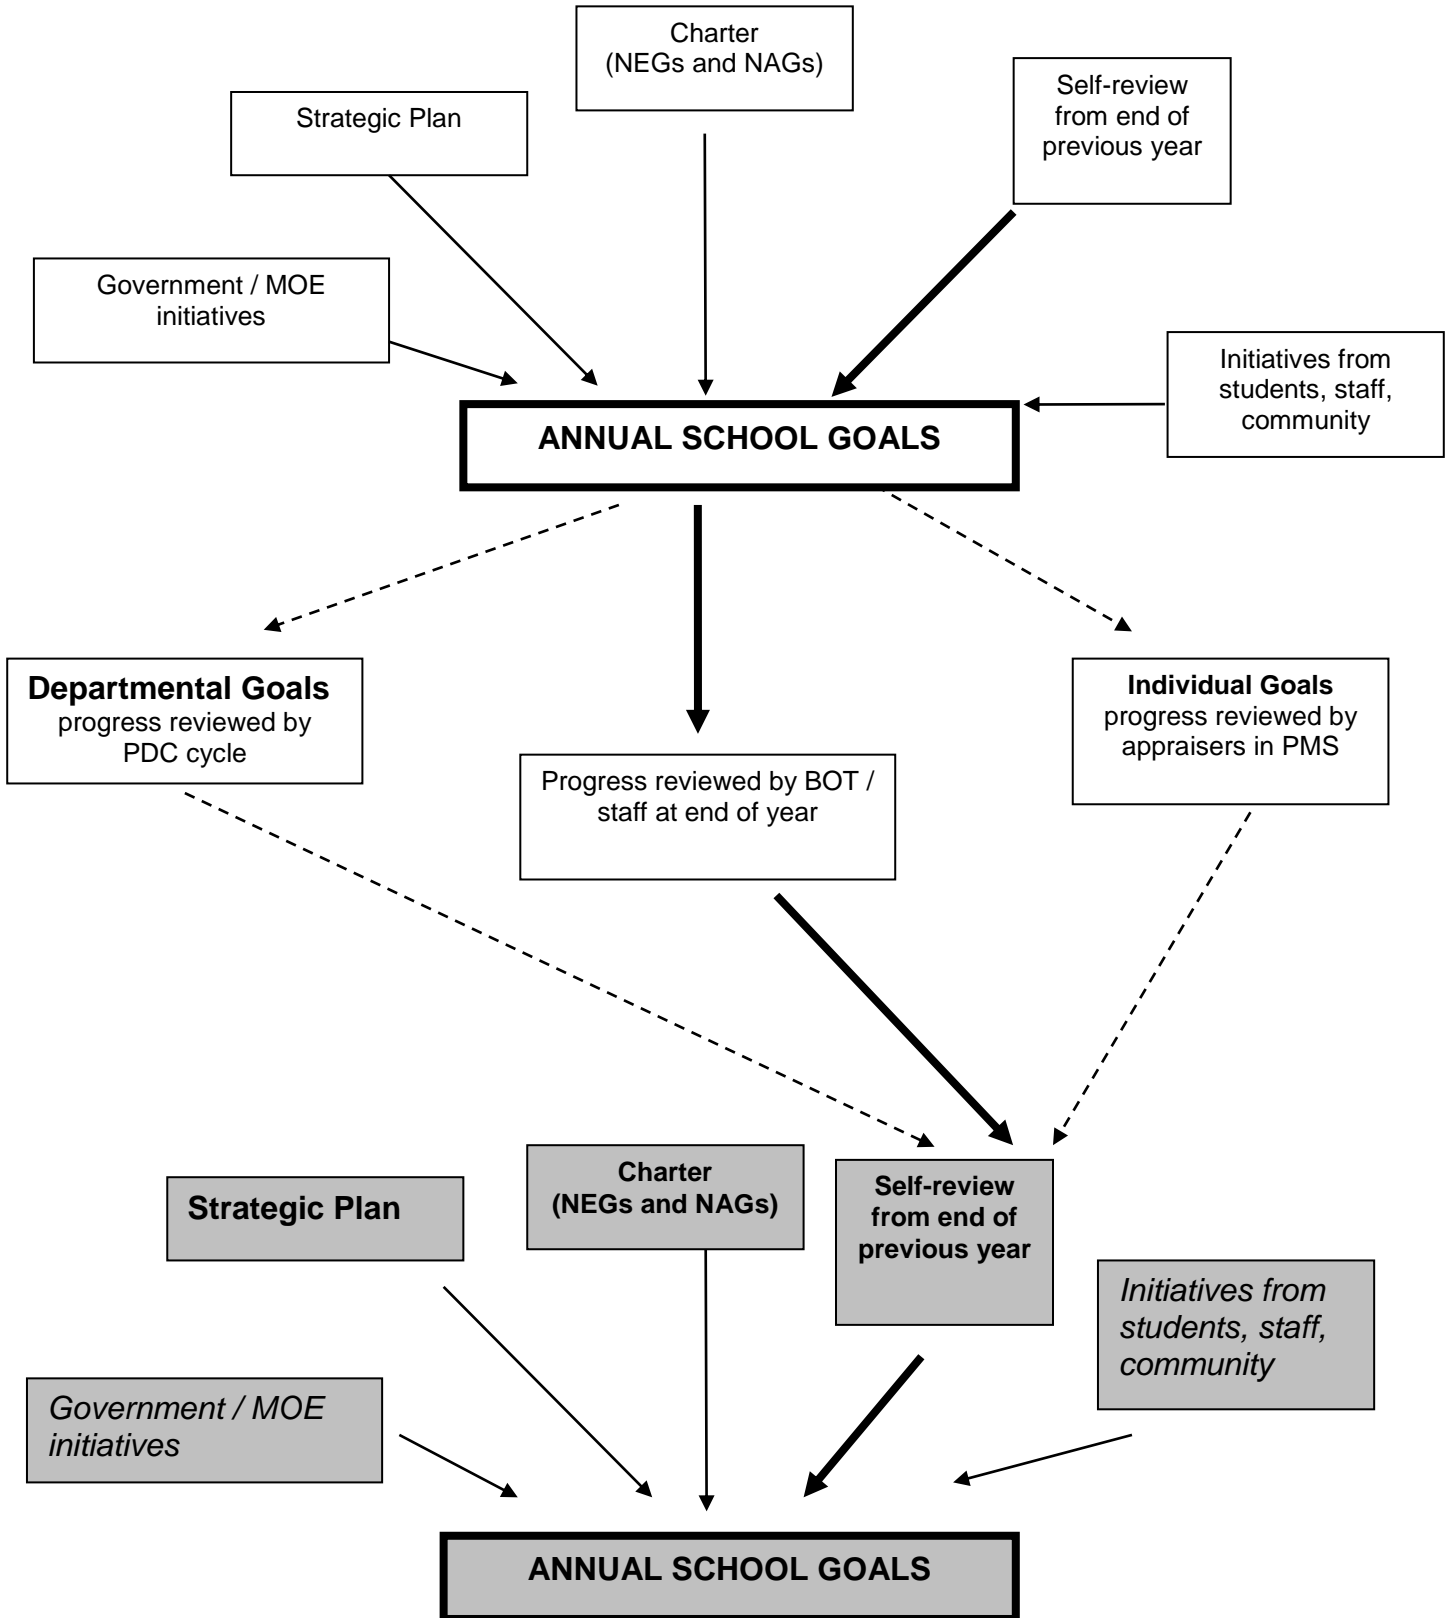 Charter
(NEGs and NAGs)
Self-review
from end of
previous year
Strategic Plan
Government / MOE
initiatives
Initiatives from
students, staff,
community
ANNUAL SCHOOL GOALS
Departmental Goals
progress reviewed by
PDC cycle
Individual Goals
progress reviewed by
appraisers in PMS
Progress reviewed by BOT /
staff at end of year
Charter
(NEGs and NAGs)
Strategic Plan
Self-review
from end of
previous year
Initiatives from
students, staff,
community
Government / MOE
initiatives
ANNUAL SCHOOL GOALS